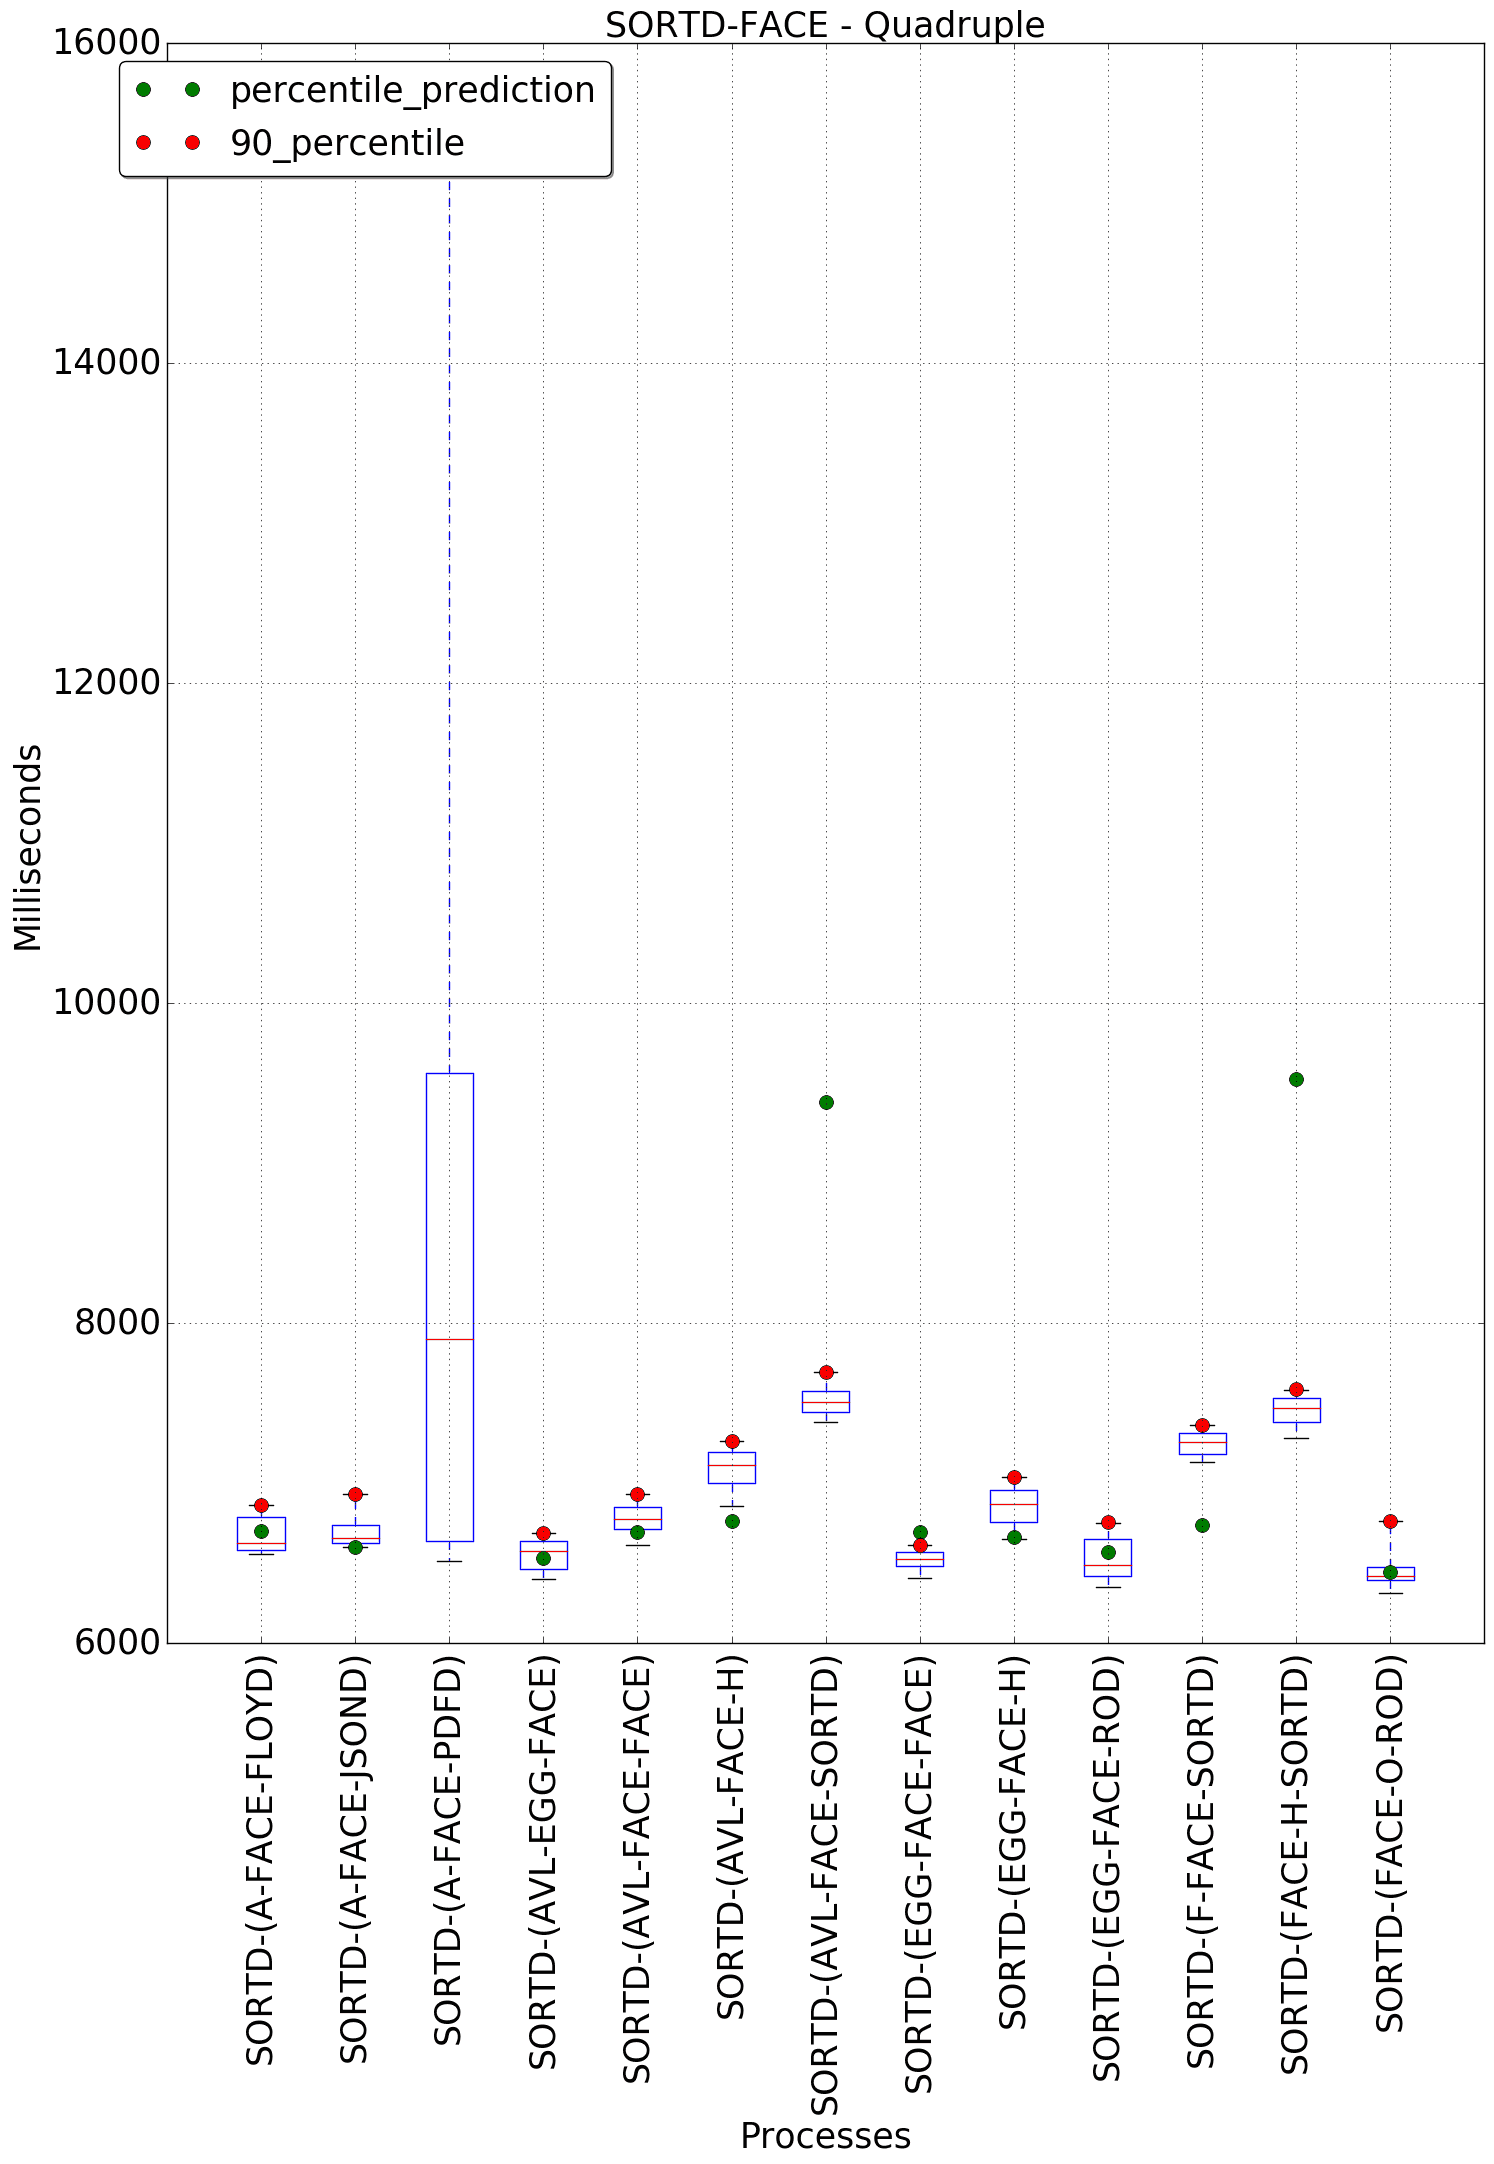 SORTD-FACE - Quadruple
percentile_prediction
90_percentile
16000
14000
12000
10000
8000
6000
Milliseconds
SORTD-(A-FACE-FLOYD)
SORTD-(A-FACE-JSOND)
SORTD-(A-FACE-PDFD)
SORTD-(AVL-EGG-FACE)
SORTD-(AVL-FACE-FACE)
SORTD-(AVL-FACE-H)
SORTD-(AVL-FACE-SORTD)
SORTD-(EGG-FACE-FACE)
SORTD-(EGG-FACE-H)
SORTD-(EGG-FACE-ROD)
SORTD-(F-FACE-SORTD)
SORTD-(FACE-H-SORTD)
SORTD-(FACE-O-ROD)
Processes